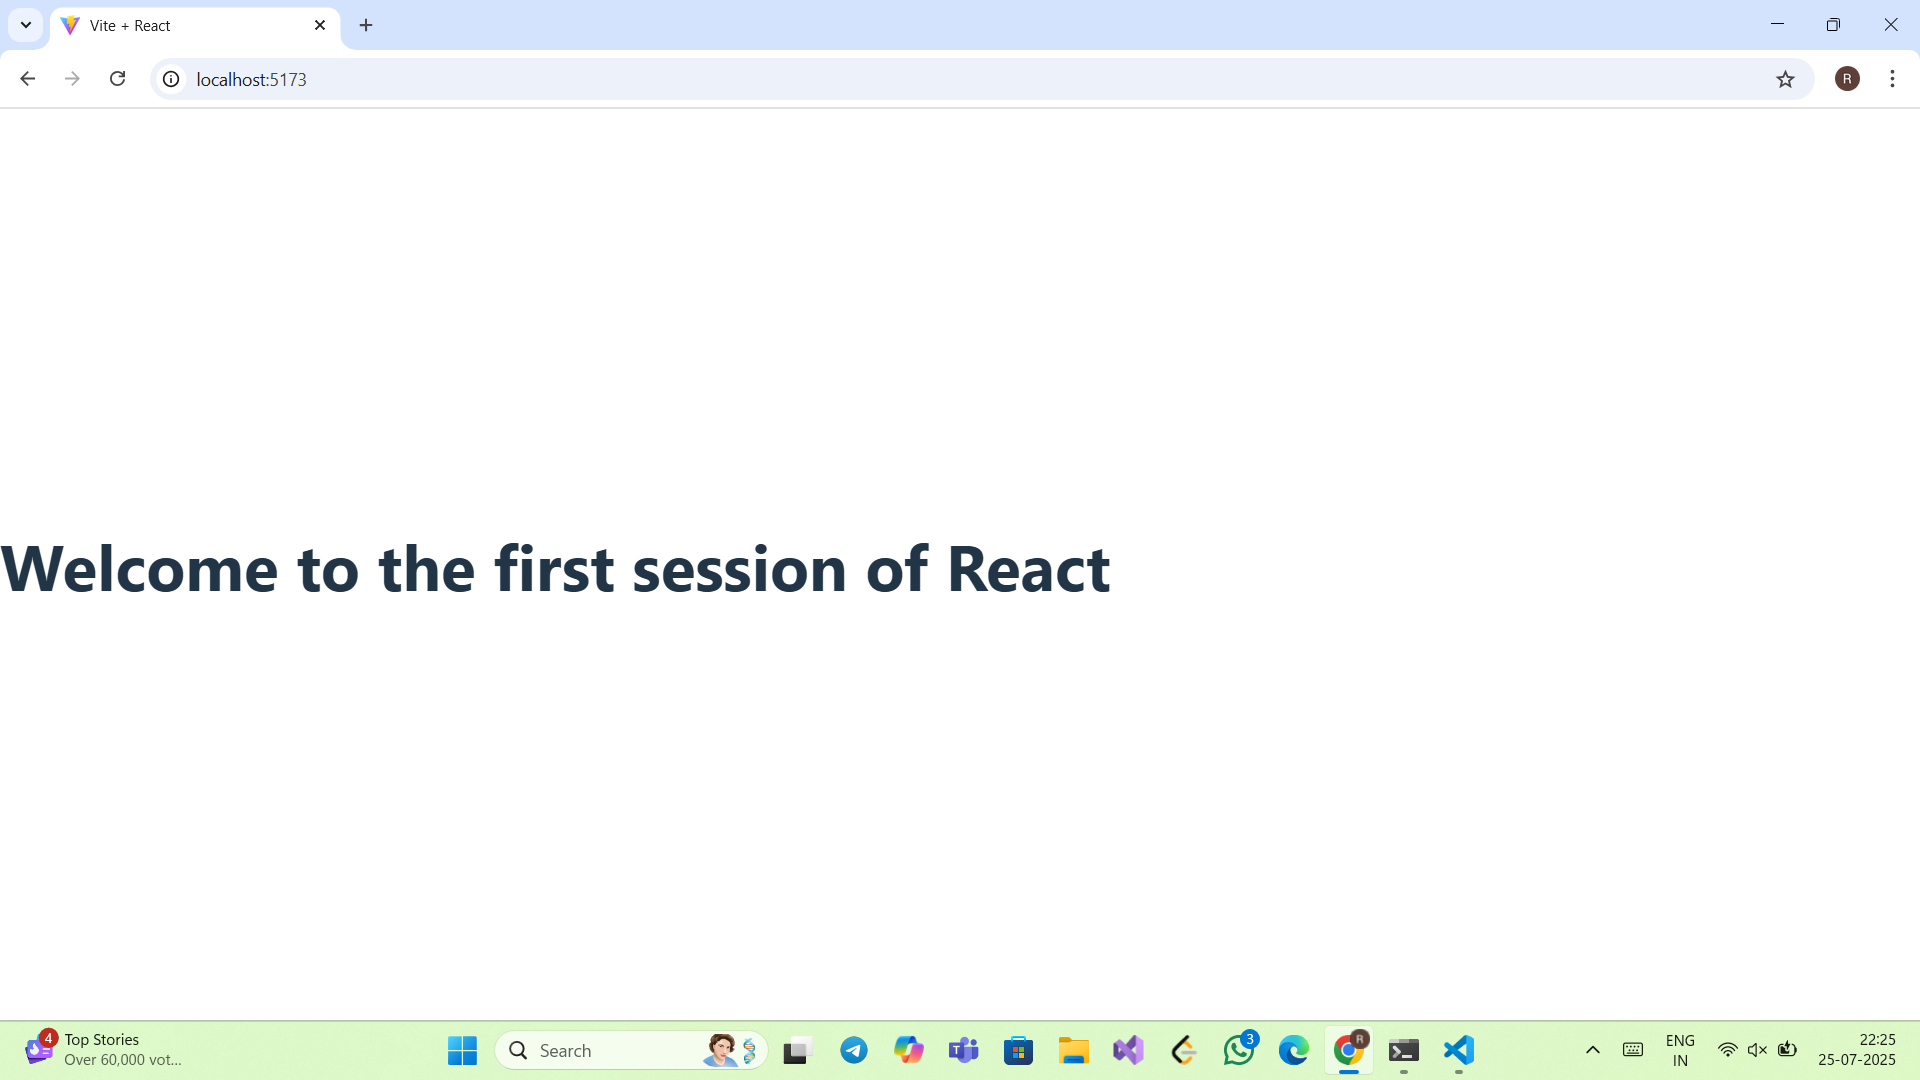 Vite + React
localhost:5173
R
Welcome to the first session of React
4
Top Stories
Over 60,000 vot...
Search
3
R
ENG
IN
22:25
25-07-2025